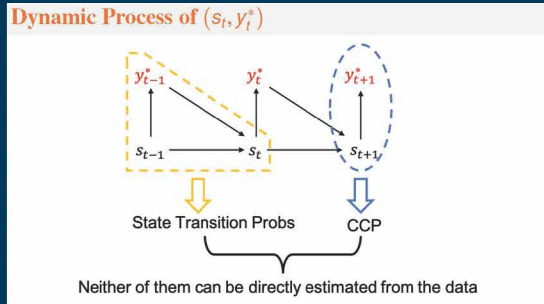 Dynamic Process of (s_t, y_t^*)
y_{t-1}^* y_t^* y_{t+1}^*
s_{t-1} s_t s_{t+1}
State Transition Probs CCP
Neither of them can be directly estimated from the data